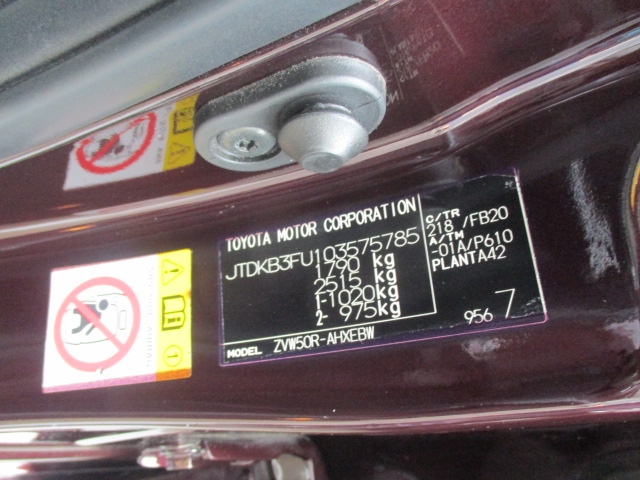 TOYOTA MOTOR CORPORATION
JTDKB3FU103575785
1790 kg
2515 kg
1-1020kg
2- 975kg
C/TR
218 /FB20
A/TM
-01A/P610
PLANTA42
956 7
MODEL ZVW50R-AHXEBW